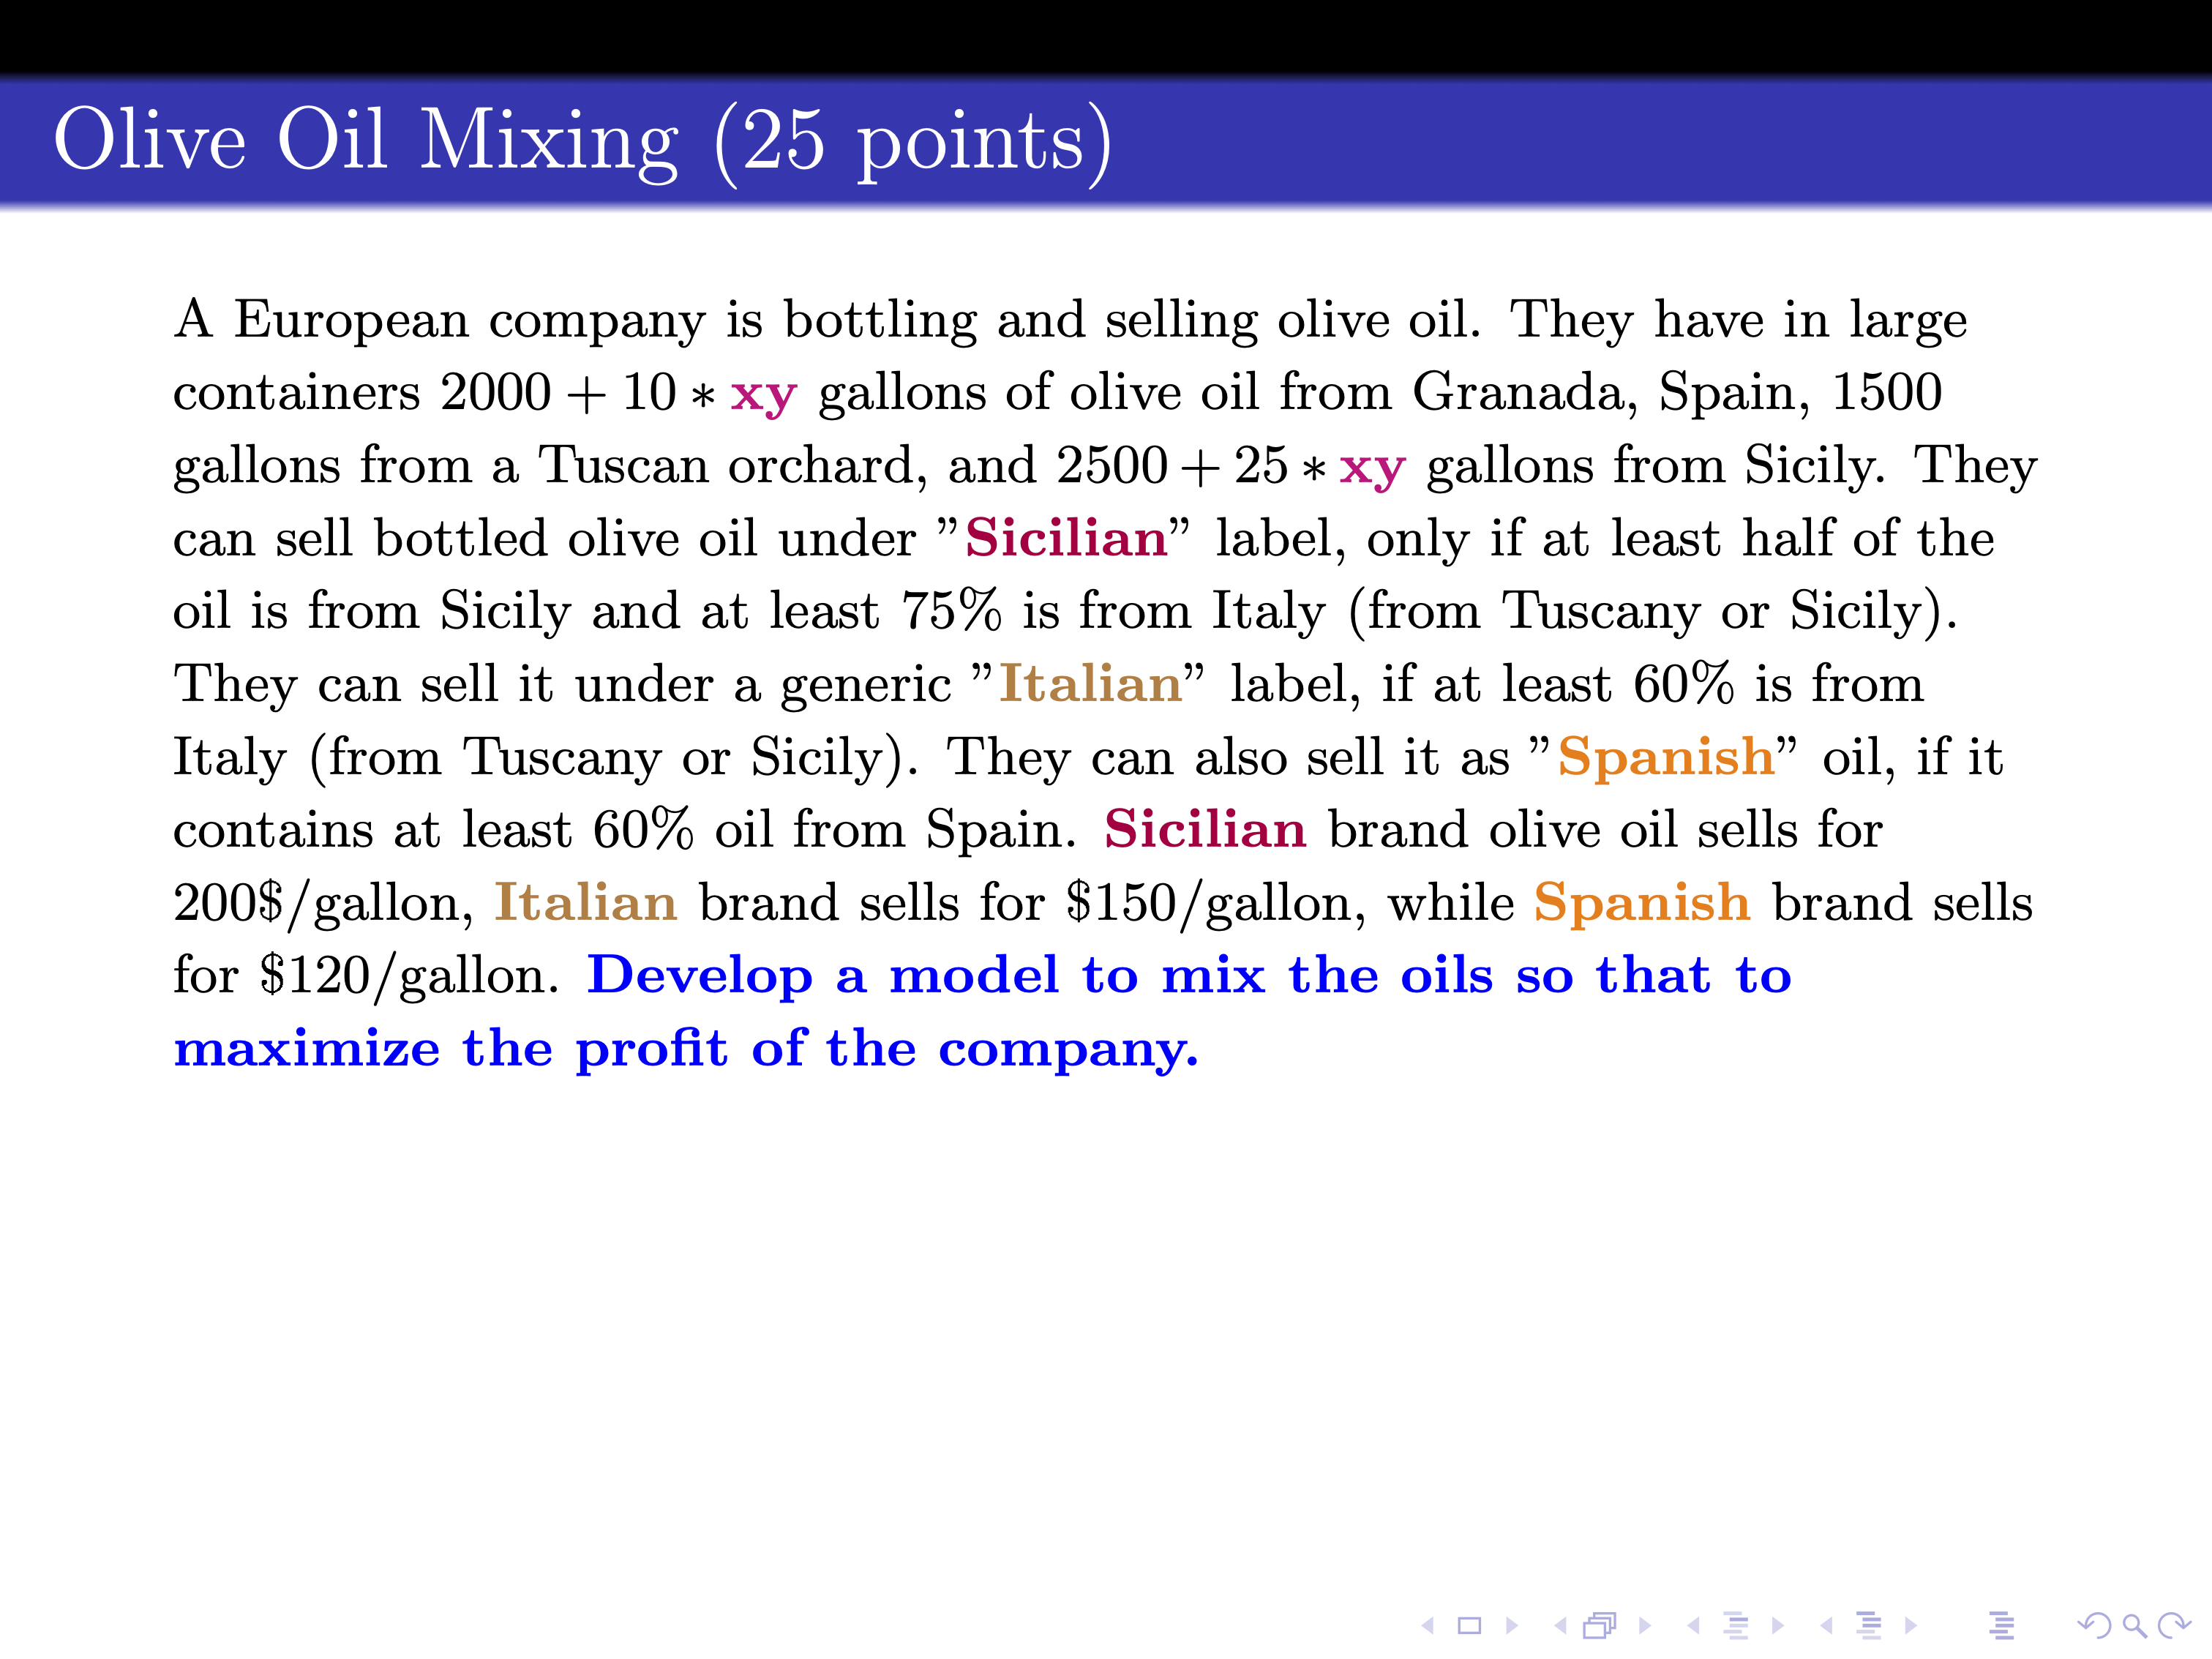 Olive Oil Mixing (25 points)
A European company is bottling and selling olive oil. They have in large
containers 2000 + 10 ∗ xy gallons of olive oil from Granada, Spain, 1500
gallons from a Tuscan orchard, and 2500 + 25 ∗ xy gallons from Sicily. They
can sell bottled olive oil under ”Sicilian” label, only if at least half of the
oil is from Sicily and at least 75% is from Italy (from Tuscany or Sicily).
They can sell it under a generic ”Italian” label, if at least 60% is from
Italy (from Tuscany or Sicily). They can also sell it as ”Spanish” oil, if it
contains at least 60% oil from Spain. Sicilian brand olive oil sells for
200$/gallon, Italian brand sells for $150/gallon, while Spanish brand sells
for $120/gallon. Develop a model to mix the oils so that to
maximize the profit of the company.